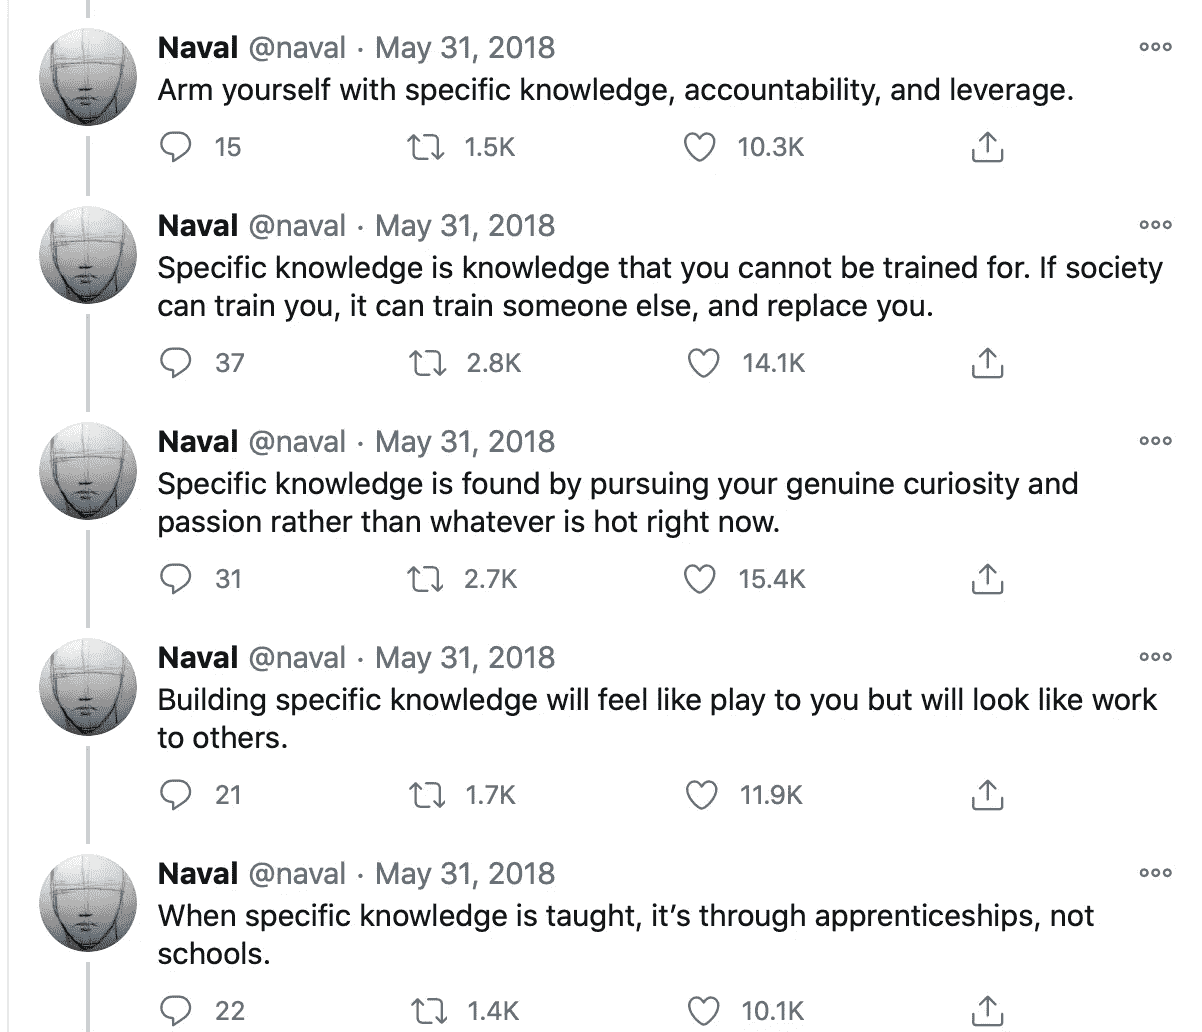 Naval @naval · May 31, 2018
Arm yourself with specific knowledge, accountability, and leverage.
15 1.5K 10.3K
Naval @naval · May 31, 2018
Specific knowledge is knowledge that you cannot be trained for. If society
can train you, it can train someone else, and replace you.
37 2.8K 14.1K
Naval @naval · May 31, 2018
Specific knowledge is found by pursuing your genuine curiosity and
passion rather than whatever is hot right now.
31 2.7K 15.4K
Naval @naval · May 31, 2018
Building specific knowledge will feel like play to you but will look like work
to others.
21 1.7K 11.9K
Naval @naval · May 31, 2018
When specific knowledge is taught, it’s through apprenticeships, not
schools.
22 1.4K 10.1K